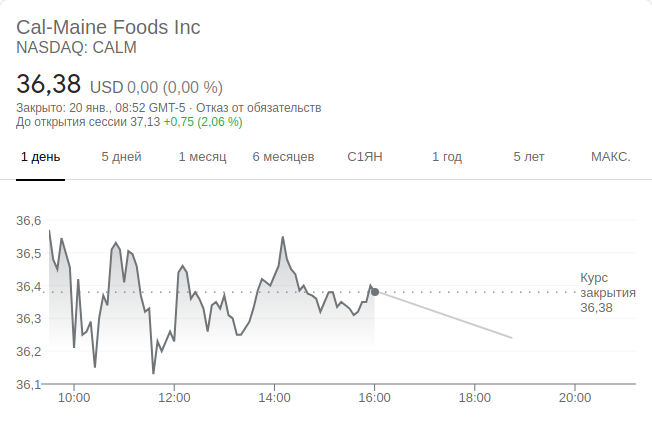 Cal-Maine Foods Inc
NASDAQ: CALM
36,38 USD 0,00 (0,00 %)
Закрыто: 20 янв., 08:52 GMT-5 · Отказ от обязательств
До открытия сессии 37,13 +0,75 (2,06 %)
1 день 5 дней 1 месяц 6 месяцев С1ЯН 1 год 5 лет МАКС.
36,6
36,5
36,4
36,3
36,2
36,1
Курс
закрытия
36,38
10:00 12:00 14:00 16:00 18:00 20:00